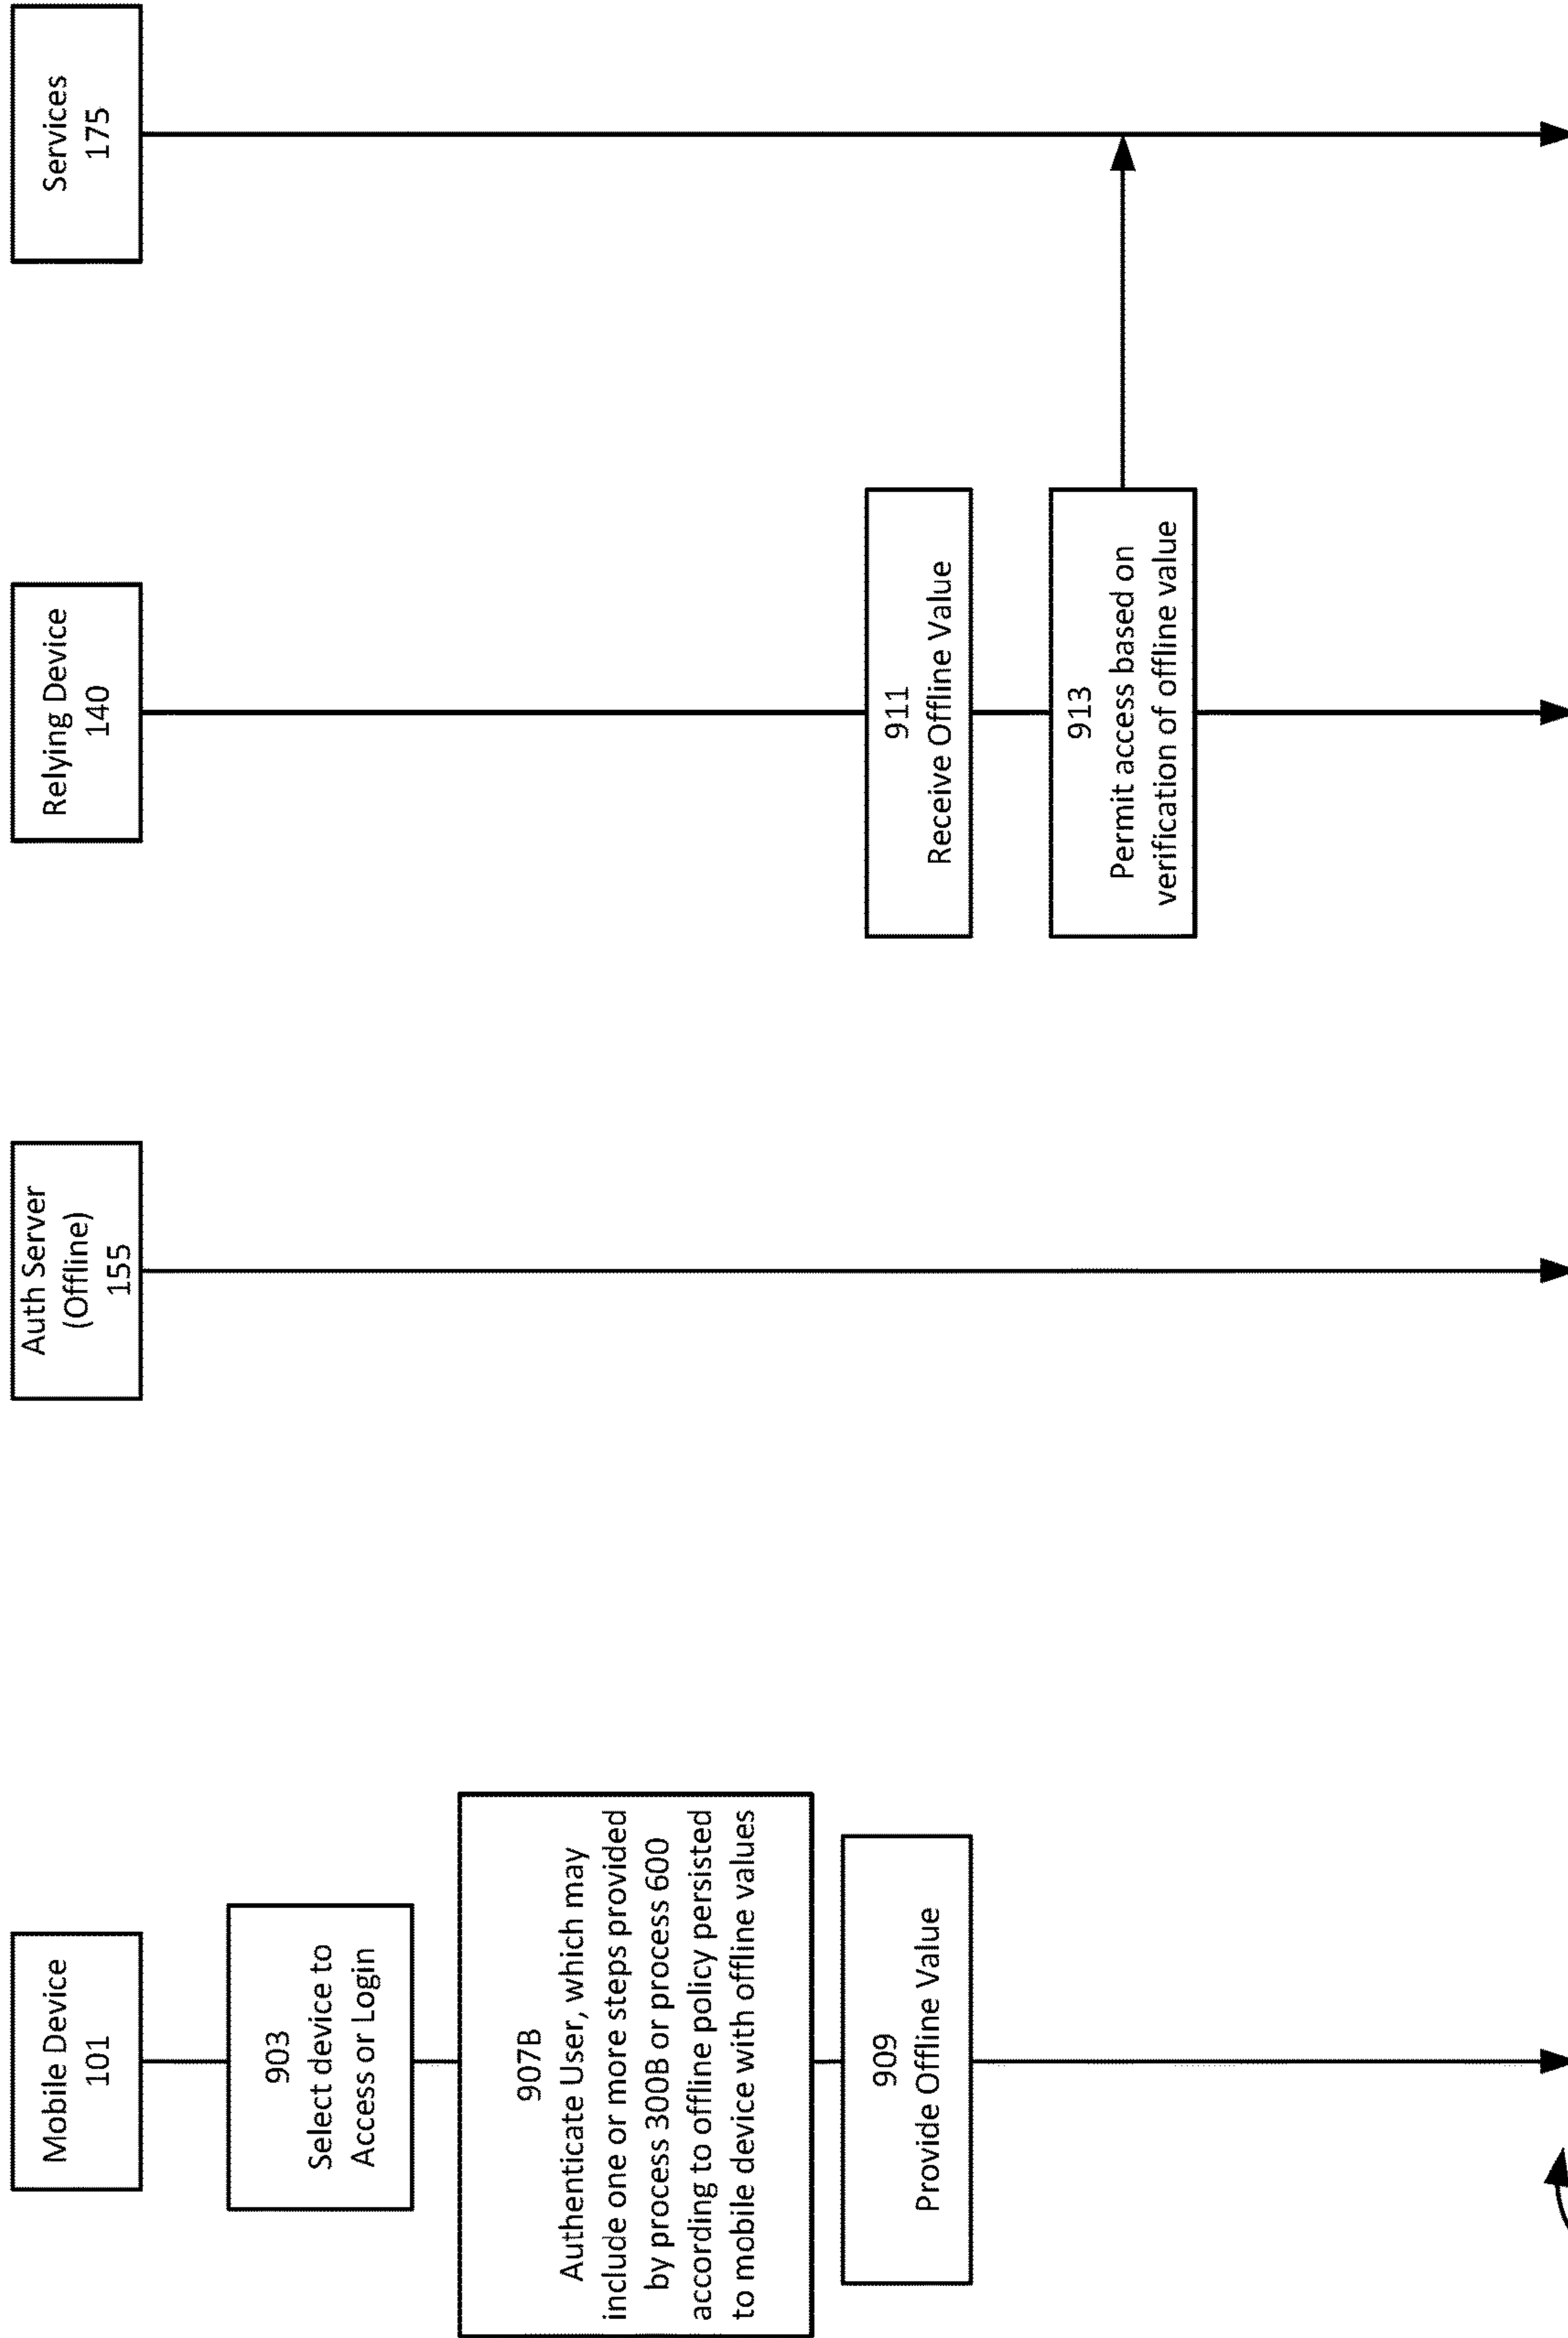 Mobile Device
101
Auth Server
(Offline)
155
Relying Device
140
Services
175
903
Select device to
Access or Login
907B
Authenticate User, which may
include one or more steps provided
by process 300B or process 600
according to offline policy persisted
to mobile device with offline values
909
Provide Offline Value
911
Receive Offline Value
913
Permit access based on
verification of offline value